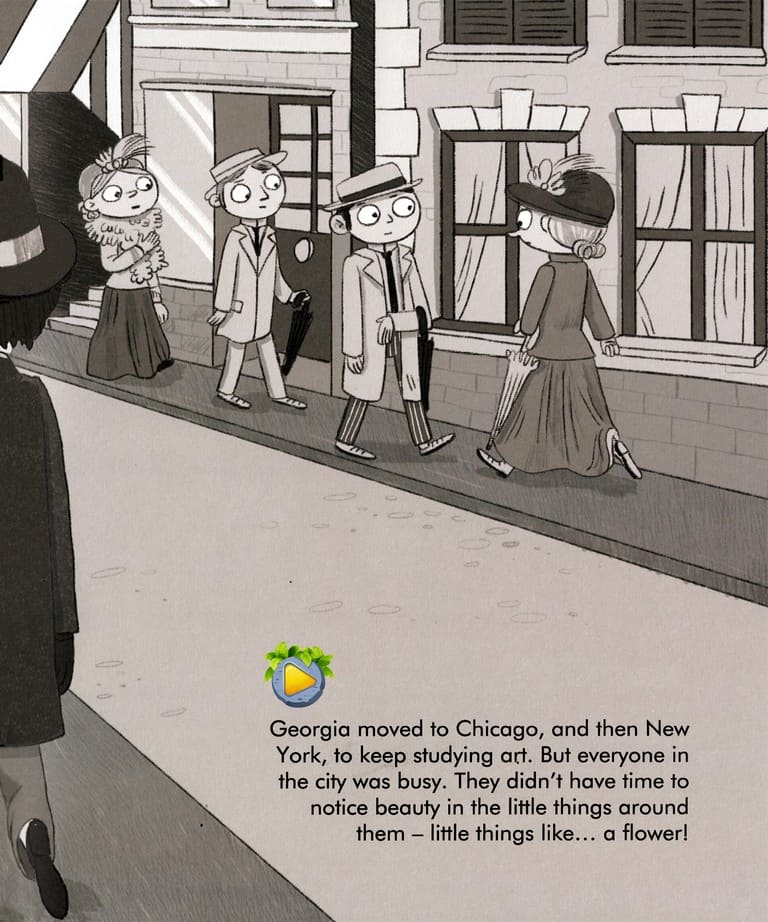 Georgia moved to Chicago, and then New
York, to keep studying art. But everyone in
the city was busy. They didn’t have time to
notice beauty in the little things around
them – little things like… a flower!